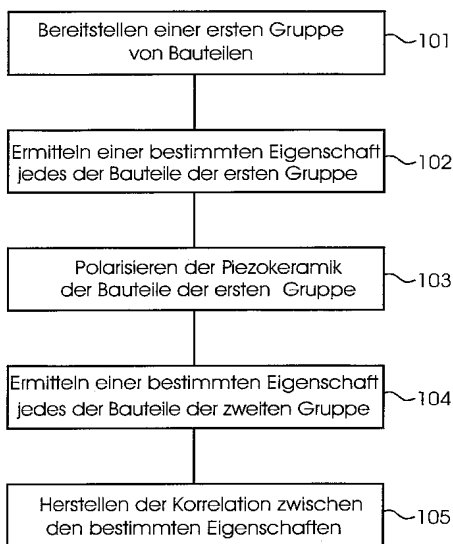 Bereitstellen einer ersten Gruppe
von Bauteilen
101
Ermitteln einer bestimmten Eigenschaft
jedes der Bauteile der ersten Gruppe
102
Polarisieren der Piezokeramik
der Bauteile der ersten Gruppe
103
Ermitteln einer bestimmten Eigenschaft
jedes der Bauteile der zweiten Gruppe
104
Herstellen der Korrelation zwischen
den bestimmten Eigenschaften
105